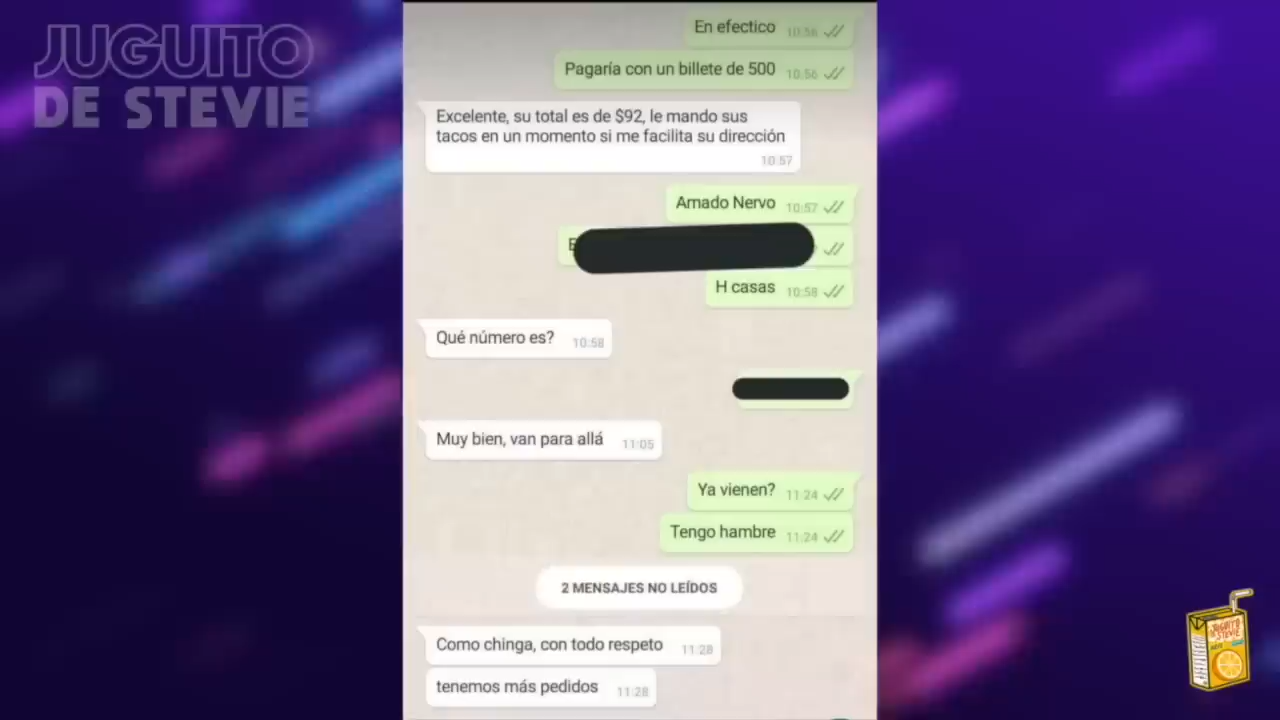 JUGUITO
DE STEVIE
En efectico 10:56
Pagaría con un billete de 500 10:56
Excelente, su total es de $92, le mando sus
tacos en un momento si me facilita su dirección
10:57
Amado Nervo 10:57
H casas 10:58
Qué número es? 10:58
Muy bien, van para allá 11:05
Ya vienen? 11:24
Tengo hambre 11:24
2 MENSAJES NO LEÍDOS
Como chinga, con todo respeto 11:28
tenemos más pedidos 11:28
JUGUITO
DE STEVIE